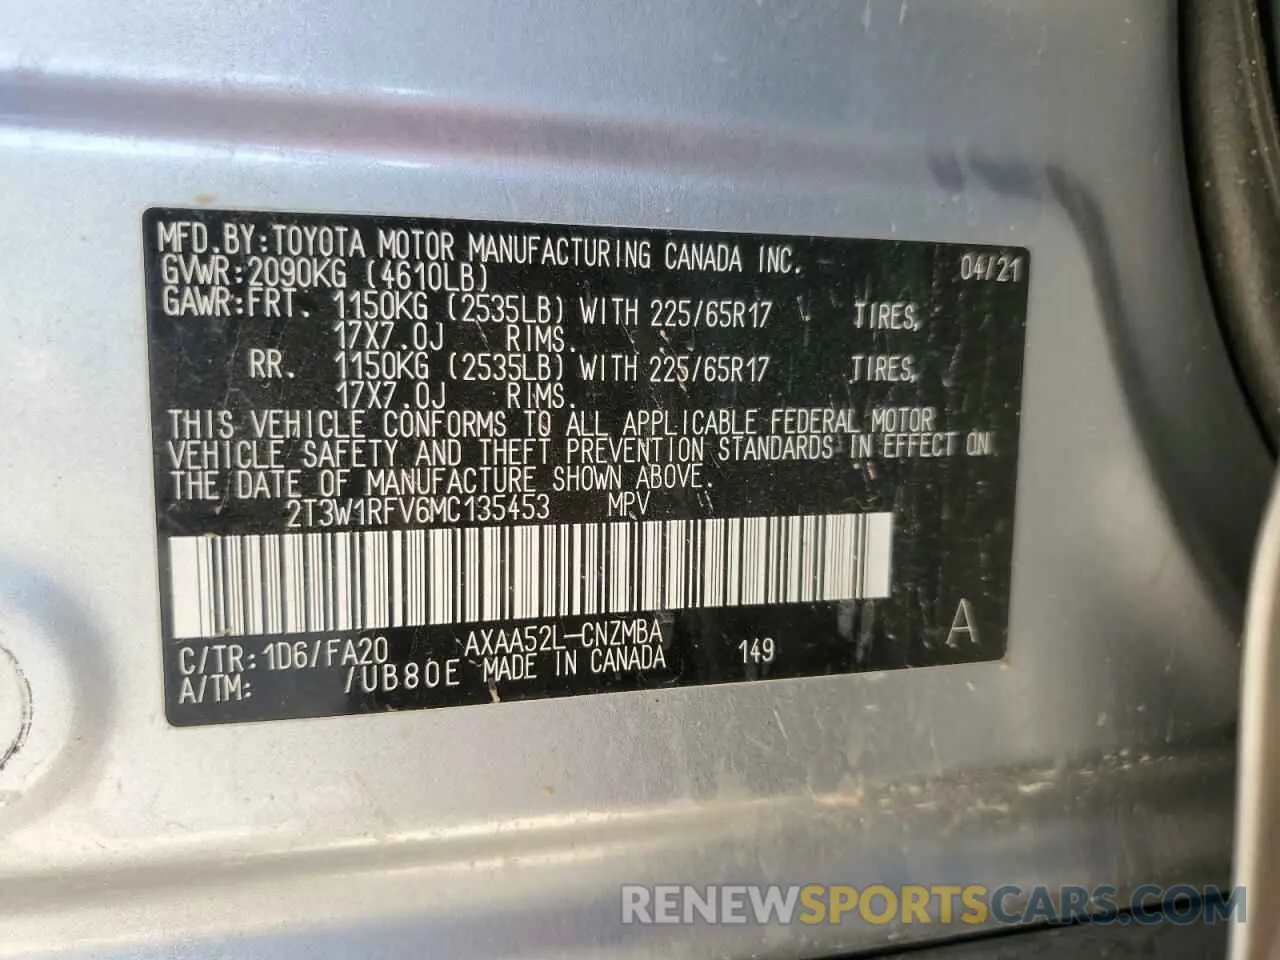 MFD.BY:TOYOTA MOTOR MANUFACTURING CANADA INC.
GVWR:2090KG (4610LB) 04/21
GAWR:FRT. 1150KG (2535LB) WITH 225/65R17 TIRES,
17X7.0J RIMS.
RR. 1150KG (2535LB) WITH 225/65R17 TIRES,
17X7.0J RIMS.
THIS VEHICLE CONFORMS TO ALL APPLICABLE FEDERAL MOTOR
VEHICLE SAFETY AND THEFT PREVENTION STANDARDS IN EFFECT ON
THE DATE OF MANUFACTURE SHOWN ABOVE.
2T3W1RFV6MC135453 MPV
C/TR:1D6/FA20 AXAA52L-CNZMBA 149 A
A/TM: /UB80E MADE IN CANADA
RENEWSPORTSCARS.COM